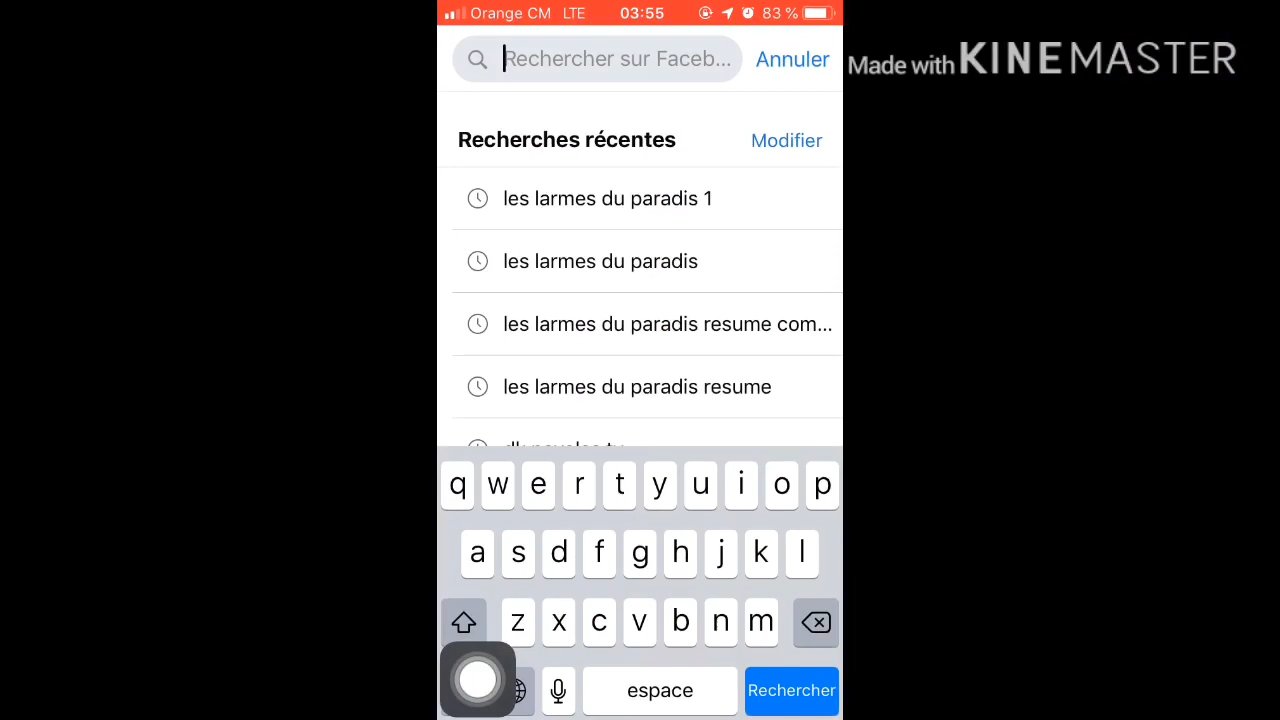 Orange CM LTE 03:55 83 %
Rechercher sur Faceb... Annuler
Made with KINEMASTER
Recherches récentes Modifier
les larmes du paradis 1
les larmes du paradis
les larmes du paradis resume com...
les larmes du paradis resume
q w e r t y u i o p
a s d f g h j k l
z x c v b n m
espace Rechercher